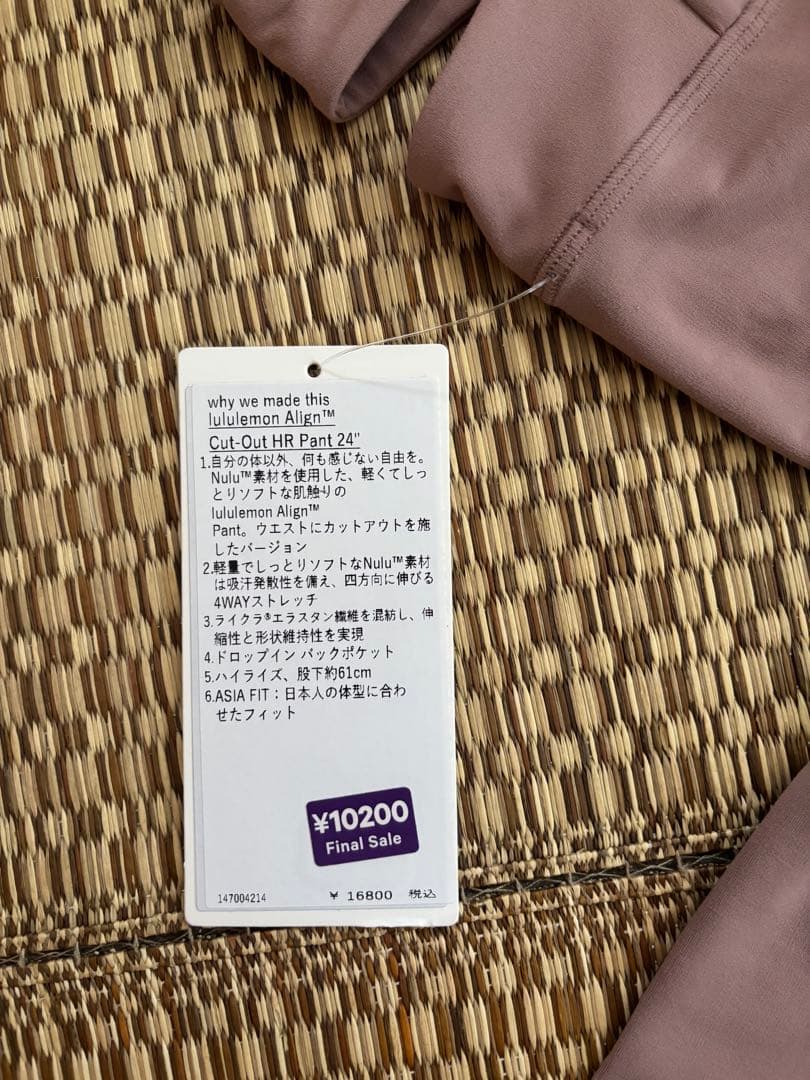 why we made this
lululemon Align™
Cut-Out HR Pant 24"
1.自分の体以外、何も感じない自由を。
Nulu™素材を使用した、軽くてしっ
とりソフトな肌触りの
lululemon Align™
Pant。ウエストにカットアウトを施
したバージョン
2.軽量でしっとりソフトなNulu™素材
は吸汗発散性を備え、四方向に伸びる
4WAYストレッチ
3.ライクラ®エラスタン繊維を混紡し、伸
縮性と形状維持性を実現
4.ドロップイン バックポケット
5.ハイライズ、股下約61cm
6.ASIA FIT：日本人の体型に合わ
せたフィット
¥10200
Final Sale
147004214 ¥ 16800 税込